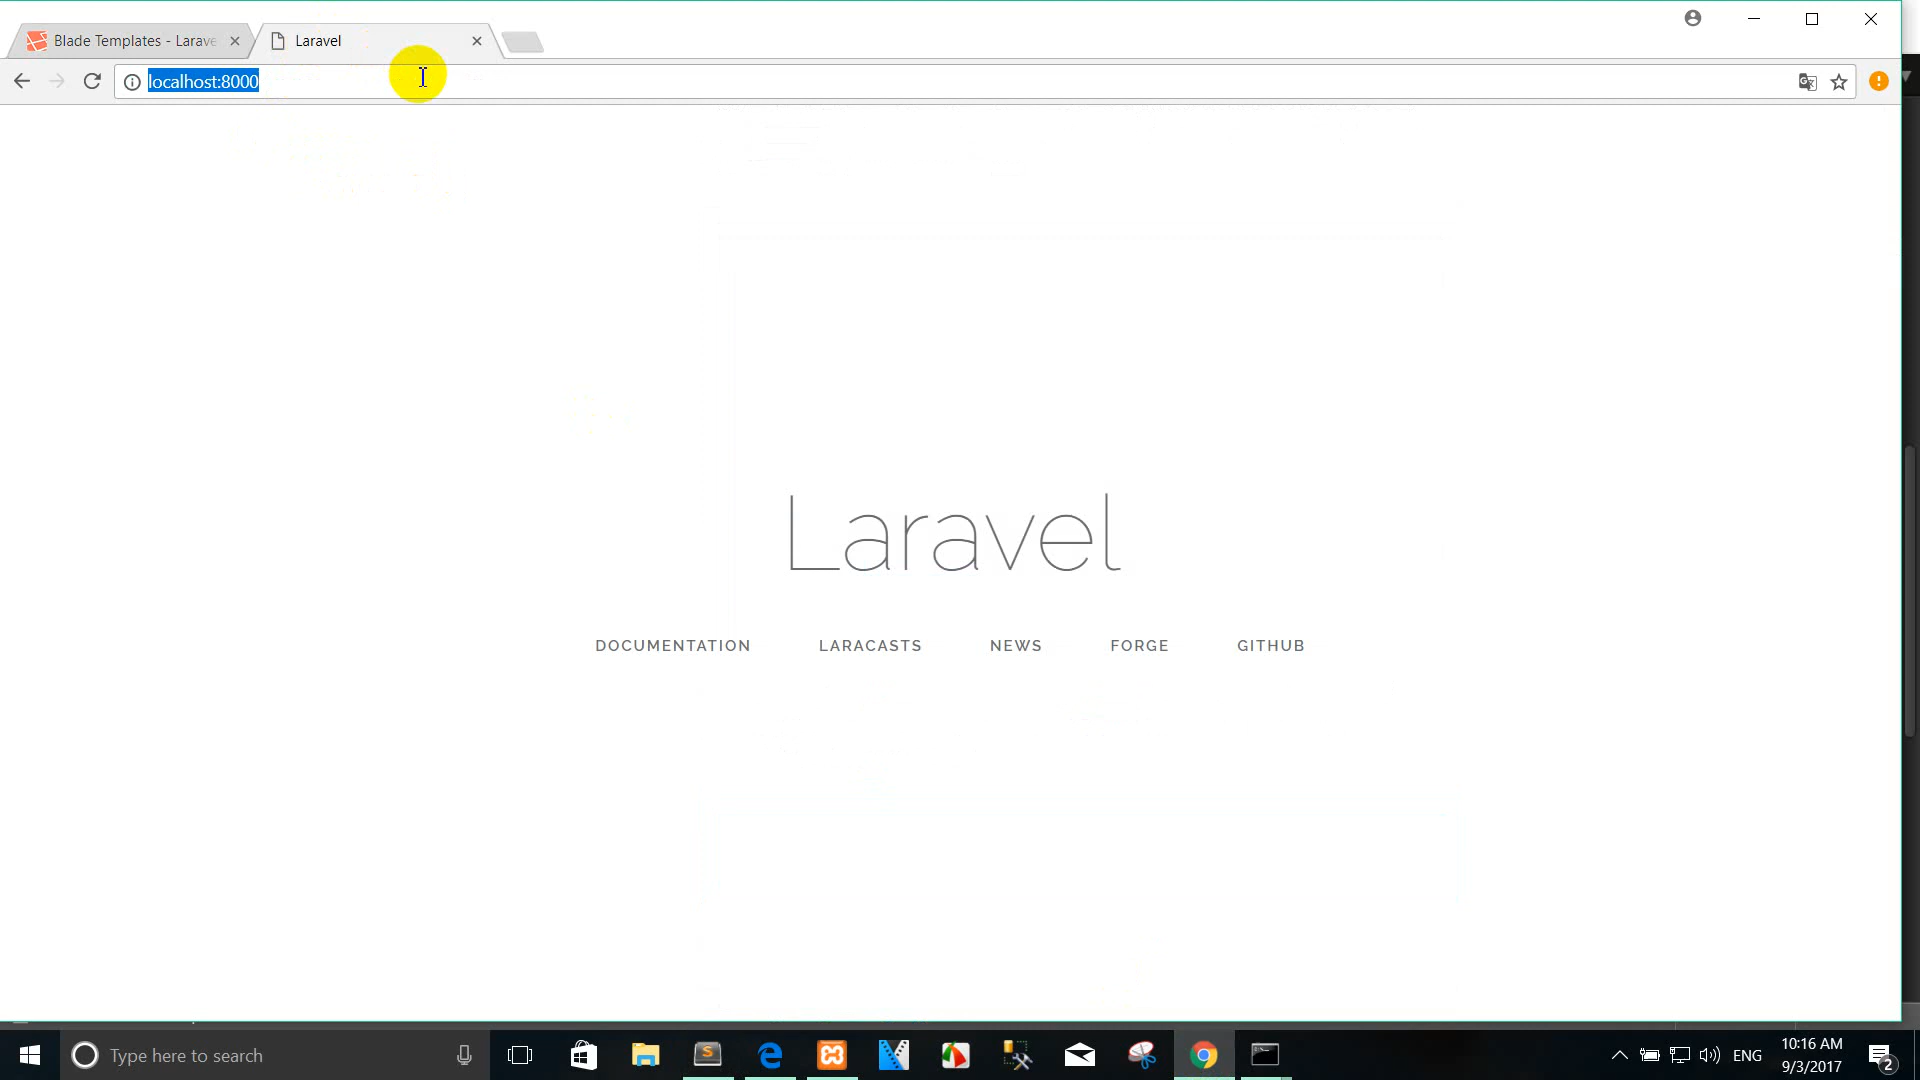 Blade Templates - Larave
Laravel
localhost:8000
Laravel
DOCUMENTATION LARACASTS NEWS FORGE GITHUB
Type here to search
ENG
10:16 AM
9/3/2017
2